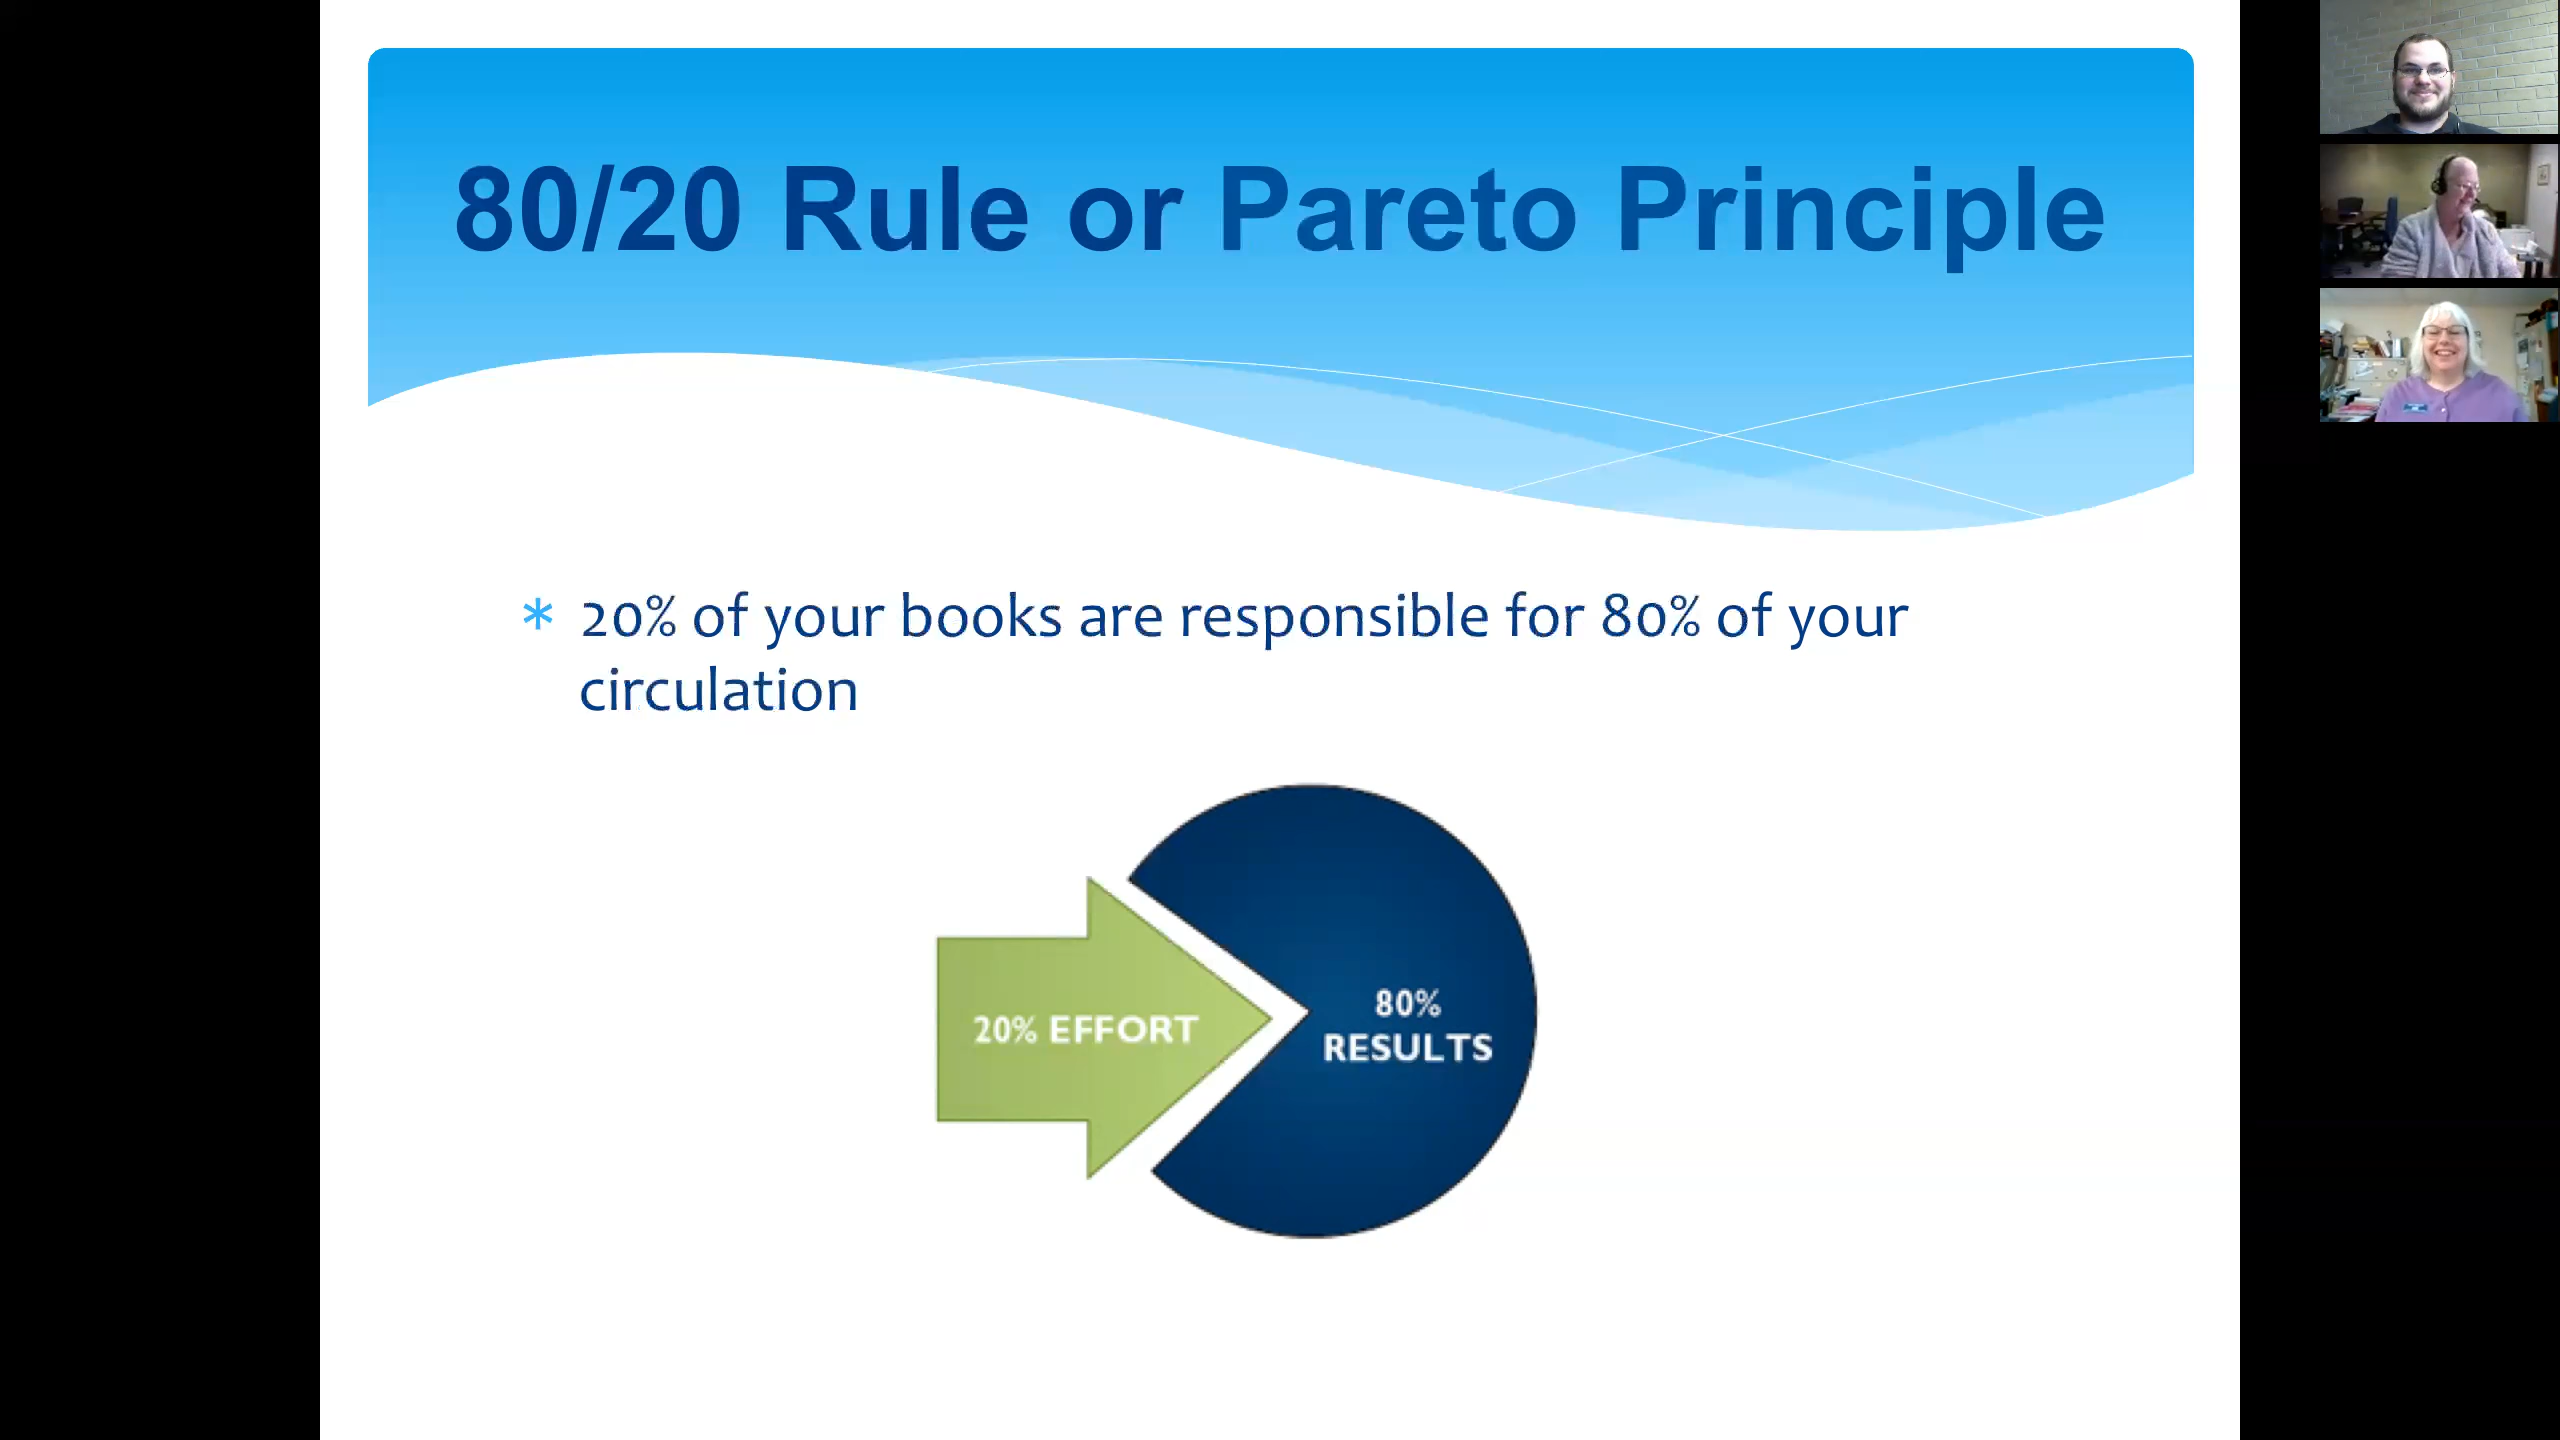 80/20 Rule or Pareto Principle
* 20% of your books are responsible for 80% of your
circulation
20% EFFORT
80%
RESULTS